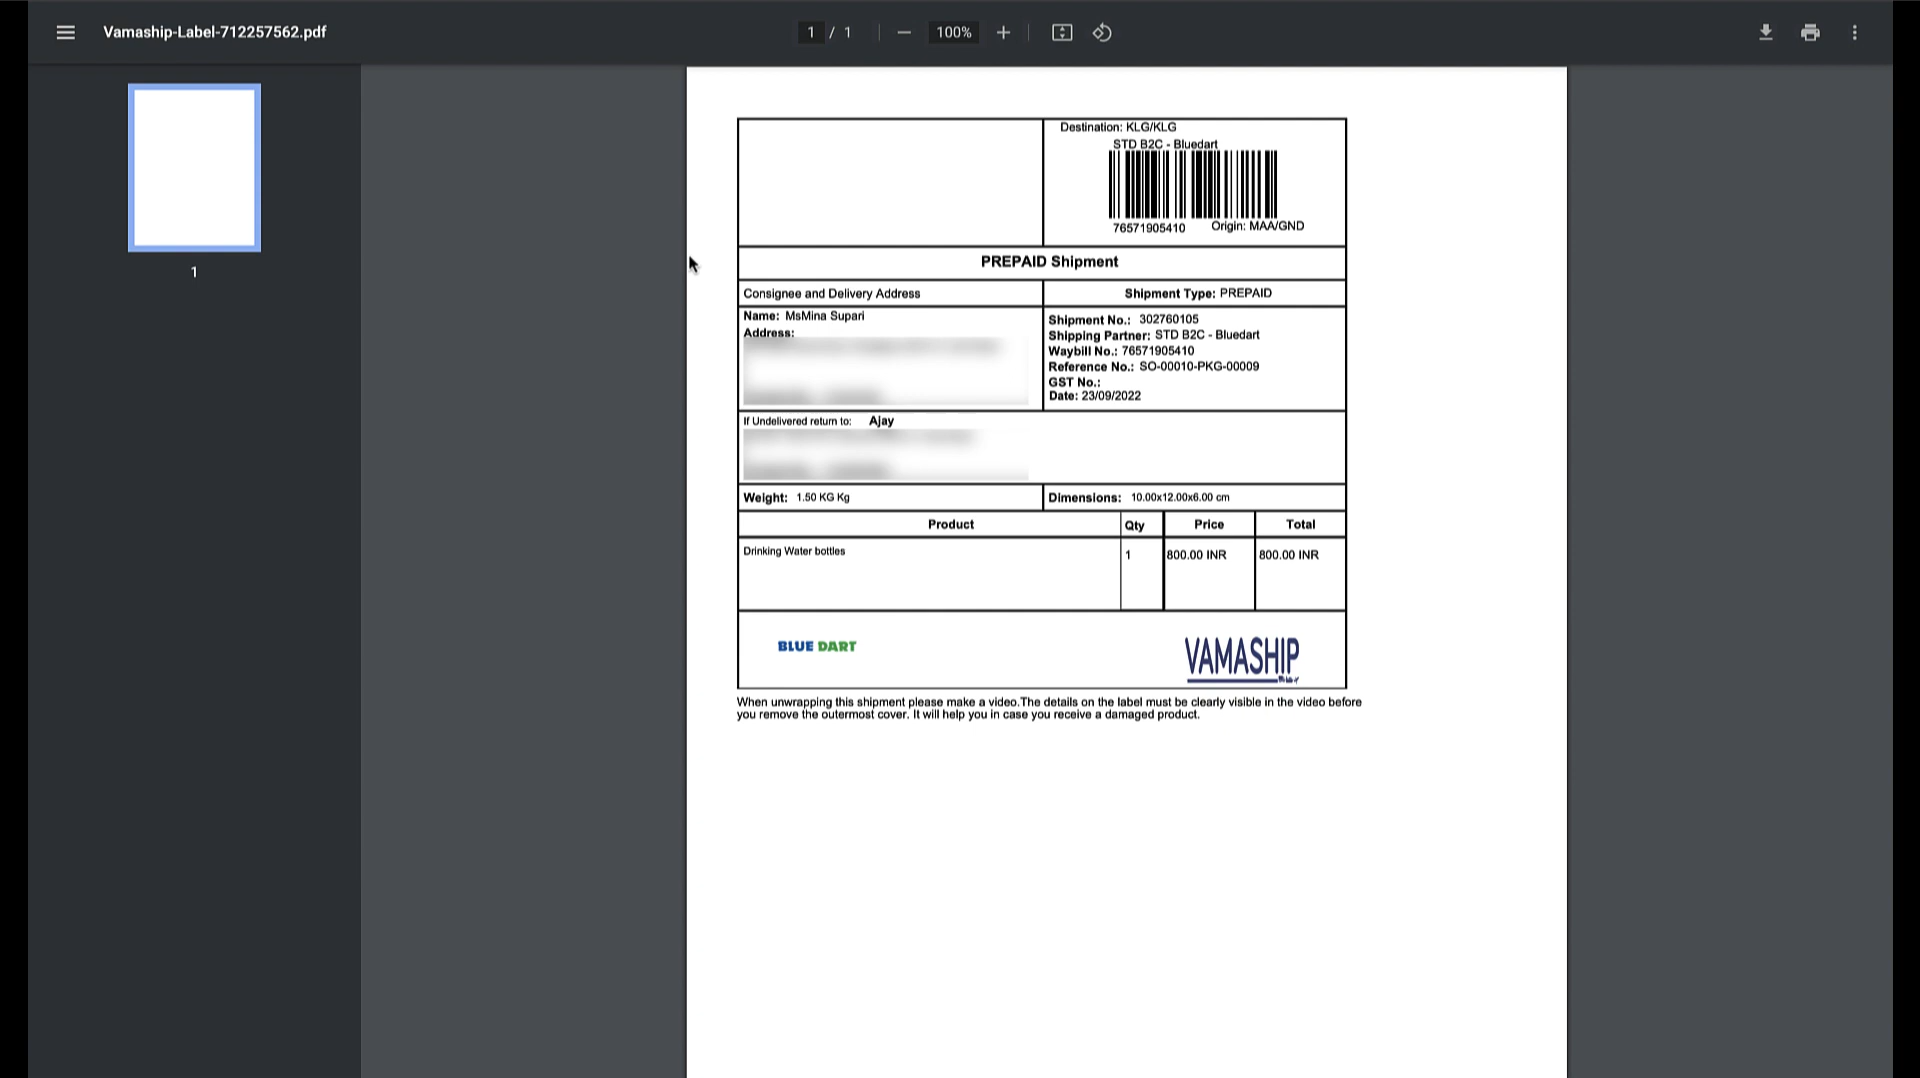 Vamaship-Label-712257562.pdf
1 / 1
100%
1
Destination: KLG/KLG
STD B2C - Bluedart
76571905410 Origin: MAA/GND
PREPAID Shipment
Consignee and Delivery Address
Shipment Type: PREPAID
Name: MsMina Supari
Address:
Shipment No.: 302760105
Shipping Partner: STD B2C - Bluedart
Waybill No.: 76571905410
Reference No.: SO-00010-PKG-00009
GST No.:
Date: 23/09/2022
If Undelivered return to: Ajay
Weight: 1.50 KG Kg
Dimensions: 10.00x12.00x6.00 cm
Product Qty Price Total
Drinking Water bottles 1 800.00 INR 800.00 INR
BLUE DART
VAMASHIP
When unwrapping this shipment please make a video.The details on the label must be clearly visible in the video before
you remove the outermost cover. It will help you in case you receive a damaged product.